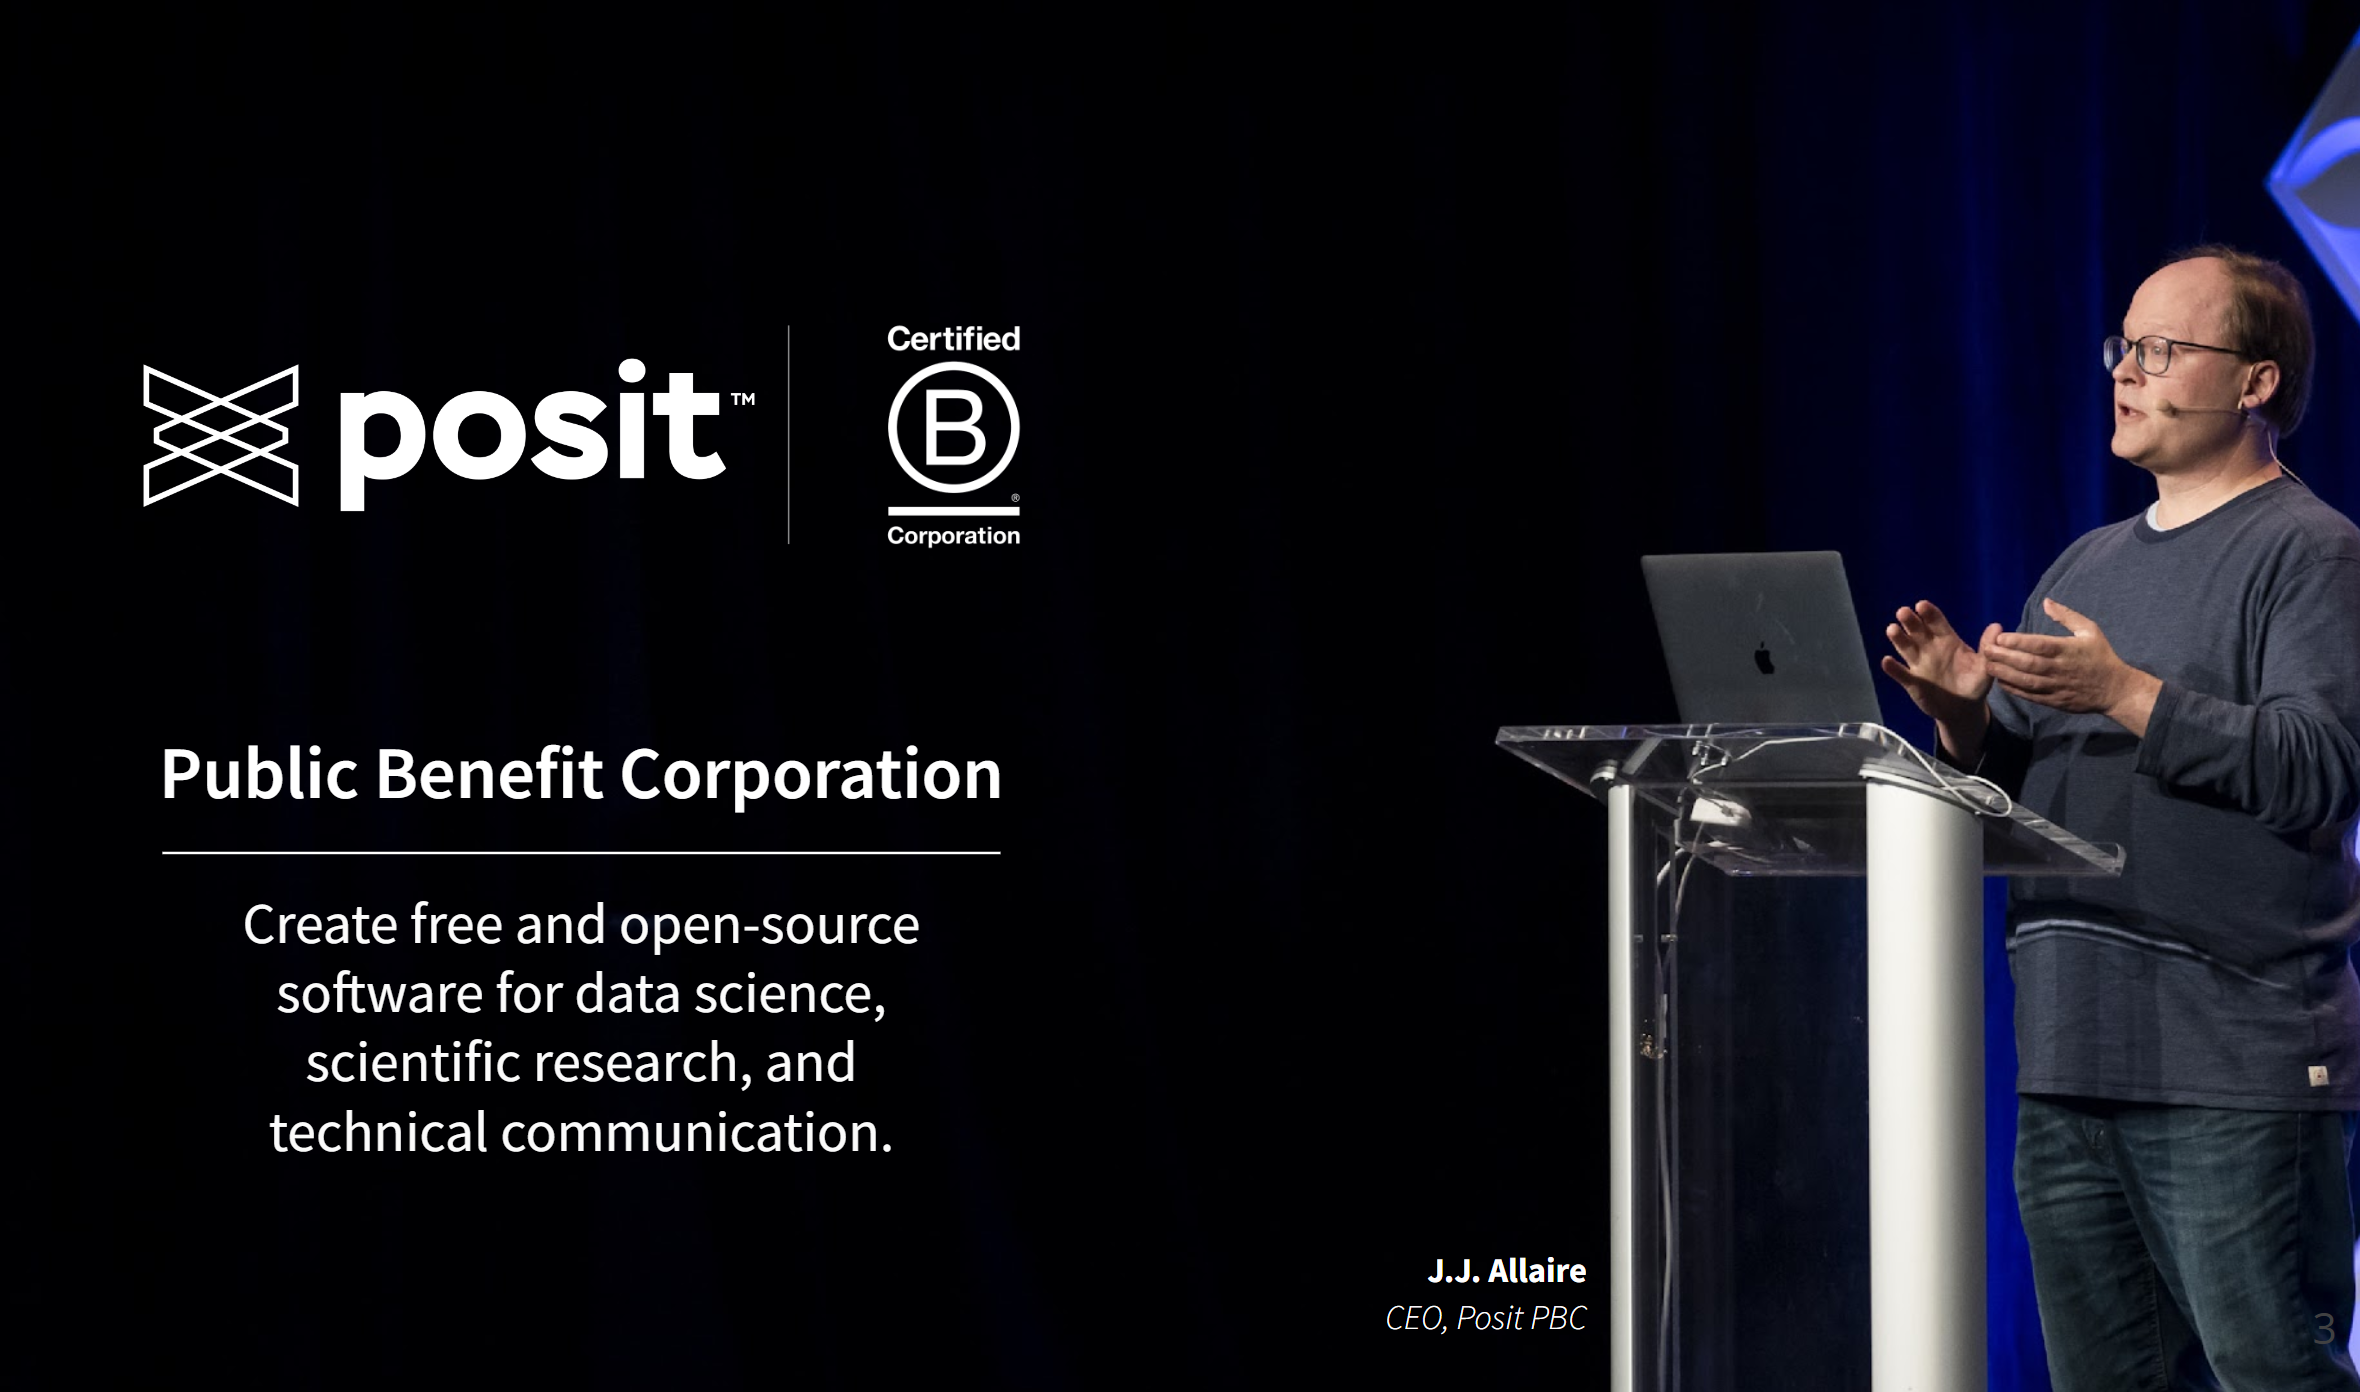 posit™
Certified
B
®
Corporation
Public Benefit Corporation
Create free and open-source
software for data science,
scientific research, and
technical communication.
J.J. Allaire
CEO, Posit PBC
3